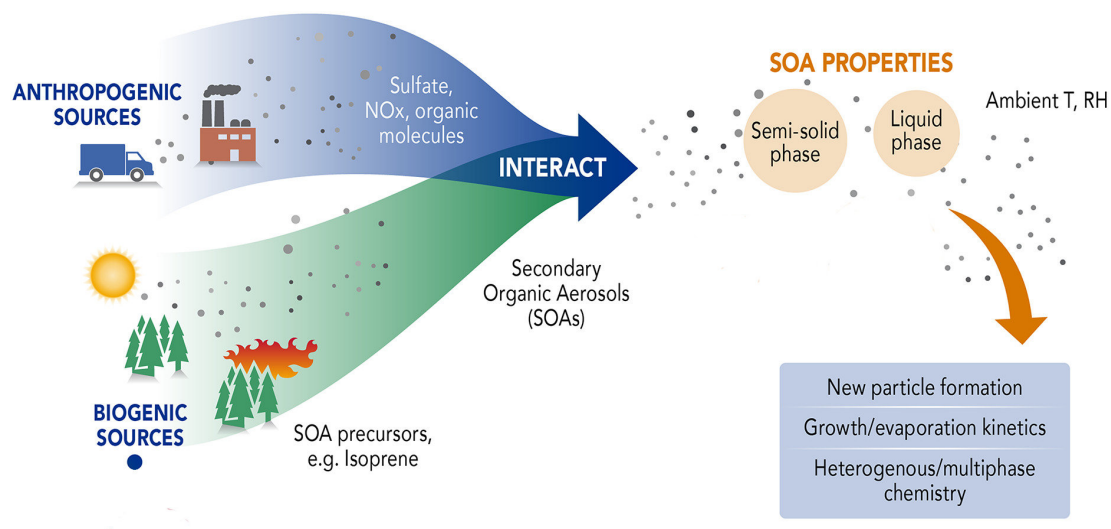 ANTHROPOGENIC
SOURCES
Sulfate,
NOx, organic
molecules
INTERACT
SOA PROPERTIES
Semi-solid
phase
Liquid
phase
Ambient T, RH
Secondary
Organic Aerosols
(SOAs)
BIOGENIC
SOURCES
SOA precursors,
e.g. Isoprene
New particle formation
Growth/evaporation kinetics
Heterogenous/multiphase
chemistry